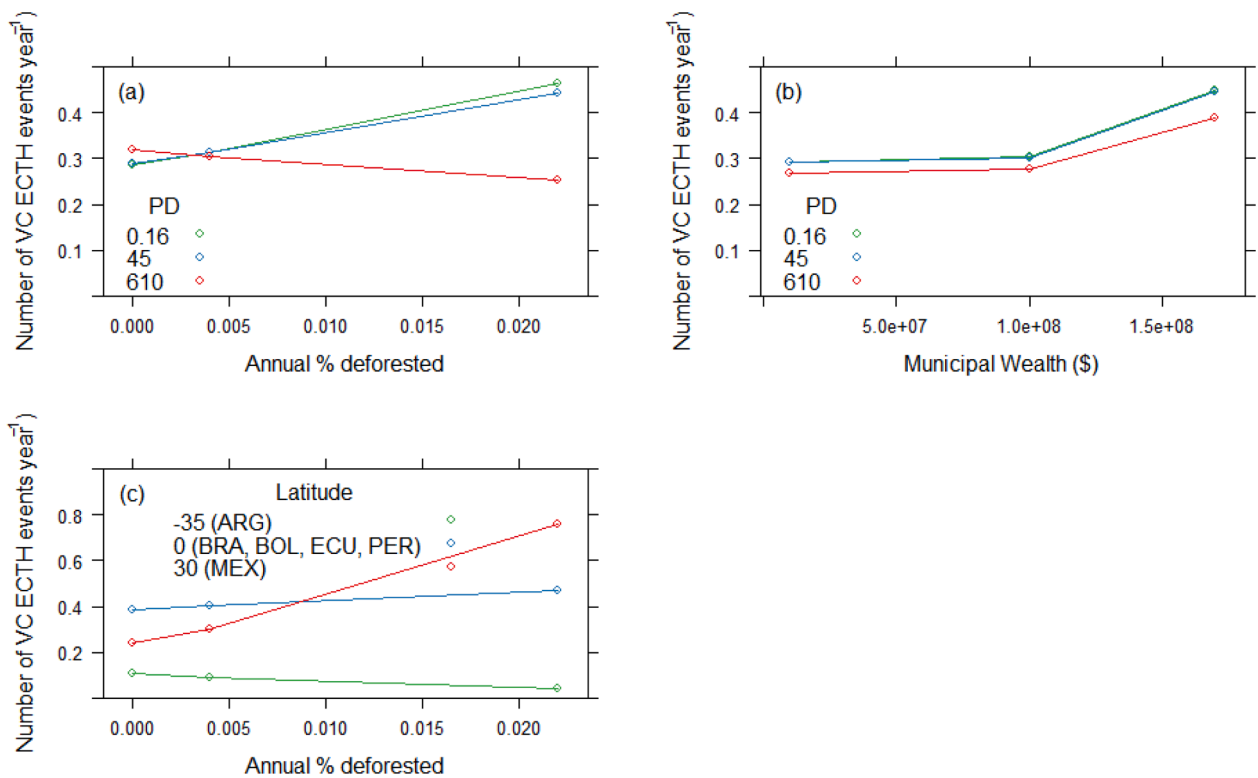 Number of VC ECTH events year⁻¹
(a)
0.4
0.3
0.2
0.1
PD
0.16
45
610
0.000 0.005 0.010 0.015 0.020
Annual % deforested
Number of VC ECTH events year⁻¹
(b)
0.4
0.3
0.2
0.1
PD
0.16
45
610
5.0e+07 1.0e+08 1.5e+08
Municipal Wealth ($)
Number of VC ECTH events year⁻¹
(c)
0.8
0.6
0.4
0.2
Latitude
-35 (ARG)
0 (BRA, BOL, ECU, PER)
30 (MEX)
0.000 0.005 0.010 0.015 0.020
Annual % deforested